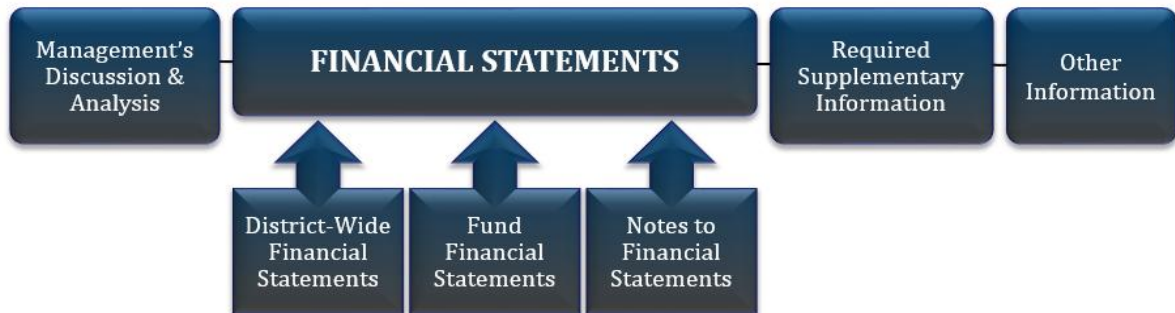 Management's
Discussion &
Analysis
FINANCIAL STATEMENTS
Required
Supplementary
Information
Other
Information
District-Wide
Financial
Statements
Fund
Financial
Statements
Notes to
Financial
Statements